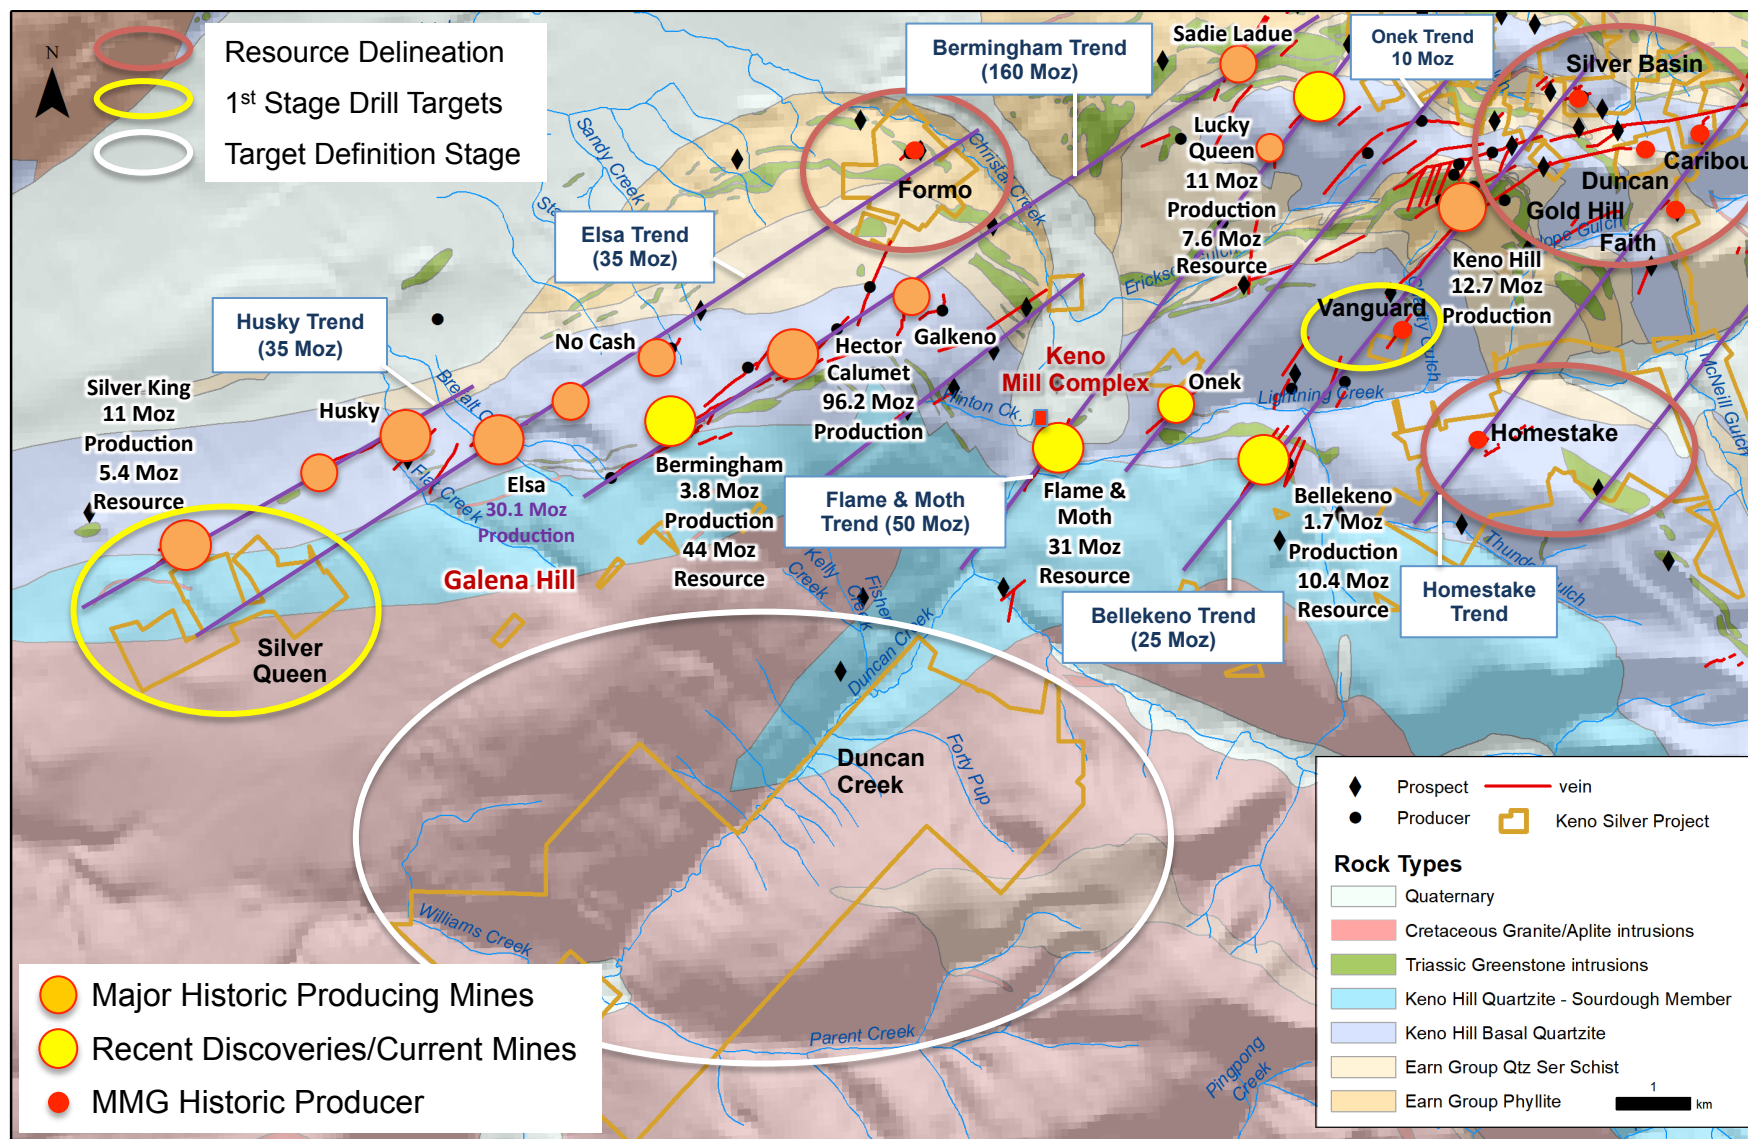 N
Resource Delineation
1st Stage Drill Targets
Target Definition Stage
Bermingham Trend
(160 Moz)
Sadie Ladue
Onek Trend
10 Moz
Silver Basin
Sandy Creek
Christal Creek
Lucky
Queen
11 Moz
Production
7.6 Moz
Resource
Caribou
Duncan
Gold Hill
Faith
Hope Gulch
Formo
Elsa Trend
(35 Moz)
Keno Hill
12.7 Moz
Production
Vanguard
Husky Trend
(35 Moz)
No Cash
Hector
Calumet
96.2 Moz
Production
Galkeno
Keno
Mill Complex
Onek
Lightning Creek
McNeill Gulch
Silver King
11 Moz
Production
5.4 Moz
Resource
Husky
Flat Creek
Elsa
30.1 Moz
Production
Bermingham
3.8 Moz
Production
44 Moz
Resource
Homestake
Flame & Moth
Trend (50 Moz)
Flame &
Moth
31 Moz
Resource
Bellekeno
1.7 Moz
Production
10.4 Moz
Resource
Galena Hill
Kelly
Creek
Fisher
Creek
Duncan Creek
Bellekeno Trend
(25 Moz)
Homestake
Trend
Silver
Queen
Duncan
Creek
Forty Pup
Williams Creek
Parent Creek
Pingpong
Creek
Major Historic Producing Mines
Recent Discoveries/Current Mines
MMG Historic Producer
Prospect
vein
Producer
Keno Silver Project
Rock Types
Quaternary
Cretaceous Granite/Aplite intrusions
Triassic Greenstone intrusions
Keno Hill Quartzite - Sourdough Member
Keno Hill Basal Quartzite
Earn Group Qtz Ser Schist
Earn Group Phyllite
1
km